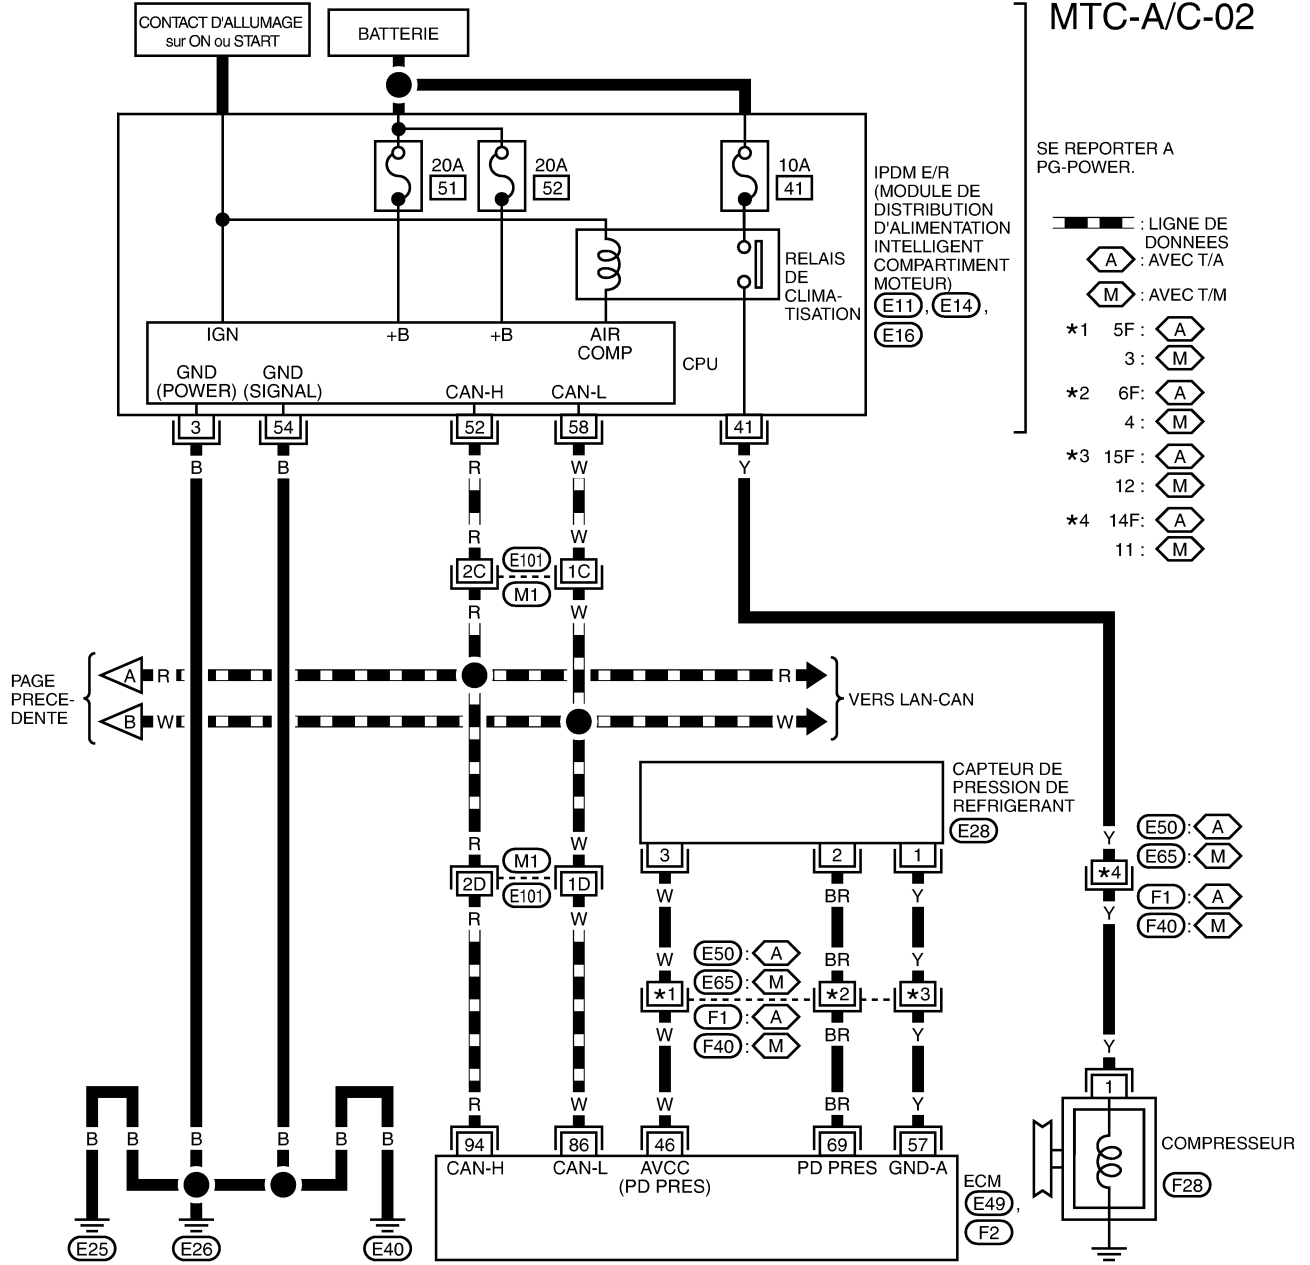 CONTACT D'ALLUMAGE
sur ON ou START
BATTERIE
MTC-A/C-02
20A
51
20A
52
10A
41
SE REPORTER A
PG-POWER.
IPDM E/R
(MODULE DE
DISTRIBUTION
D'ALIMENTATION
INTELLIGENT
COMPARTIMENT
MOTEUR)
E11, E14,
E16
RELAIS
DE
CLIMA-
TISATION
: LIGNE DE
DONNEES
A : AVEC T/A
M : AVEC T/M
*1 5F: A
3: M
*2 6F: A
4: M
*3 15F: A
12: M
*4 14F: A
11: M
IGN
+B
+B
AIR
COMP
CPU
GND
(POWER)
GND
(SIGNAL)
CAN-H
CAN-L
3 54 52 58 41
B B R W Y
R W
2C E101 1C
M1
R W
PAGE
PRECE-
DENTE
A R R
B W W
VERS LAN-CAN
CAPTEUR DE
PRESSION DE
REFRIGERANT
E28
R W
M1
2D 1D
E101
R W
3 2 1
W BR Y
E50: A
E65: M
F1: A
F40: M
W BR Y
*1 *2 *3
W BR Y
Y
E50: A
E65: M
*4
F1: A
F40: M
Y
Y
1
COMPRESSEUR
F28
R W W BR Y
B B B B B B
94 86 46 69 57
CAN-H CAN-L AVCC
(PD PRES)
PD PRES GND-A
ECM
E49,
F2
E25 E26 E40